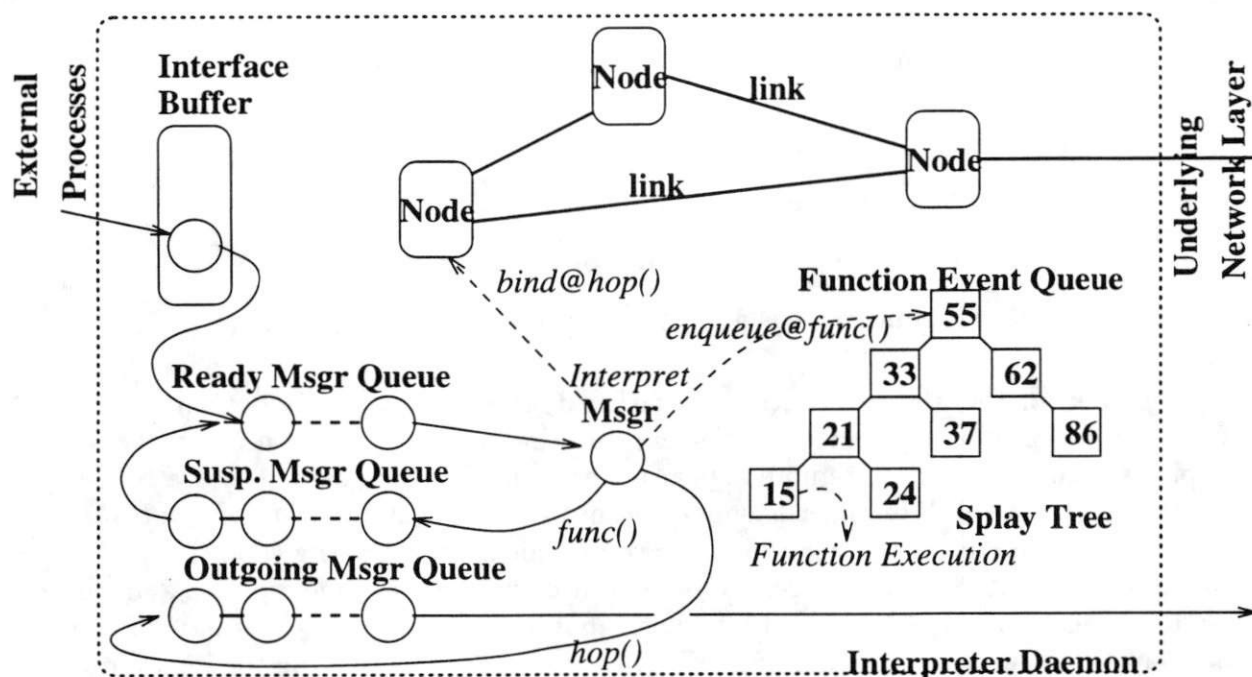 External
Processes
Interface
Buffer
Node
link
Node
link
Node
Underlying
Network Layer
bind@hop()
Function Event Queue
enqueue@func()
55
33
62
21
37
86
15
24
Splay Tree
Function Execution
Ready Msgr Queue
Interpret
Msgr
Susp. Msgr Queue
func()
Outgoing Msgr Queue
hop()
Interpreter Daemon